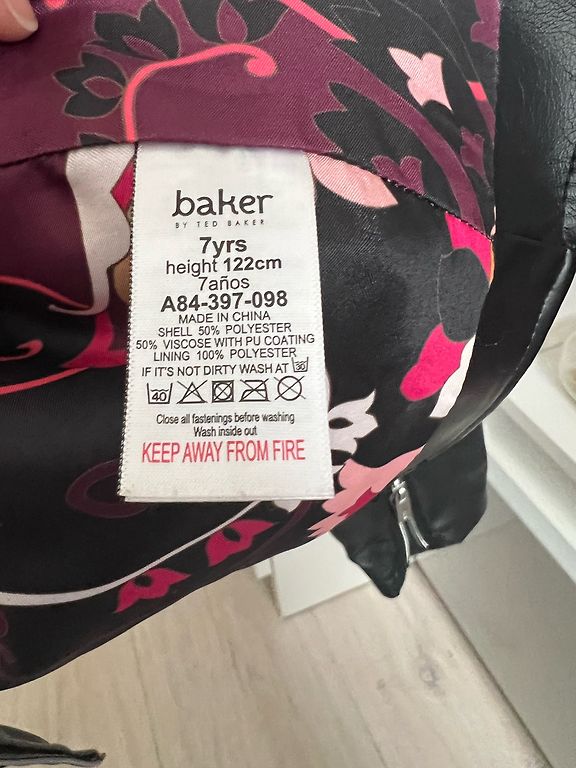 baker
BY TED BAKER
7yrs
height 122cm
7años
A84-397-098
MADE IN CHINA
SHELL 50% POLYESTER
50% VISCOSE WITH PU COATING
LINING 100% POLYESTER
IF IT'S NOT DIRTY WASH AT 30
40
Close all fastenings before washing
Wash inside out
KEEP AWAY FROM FIRE